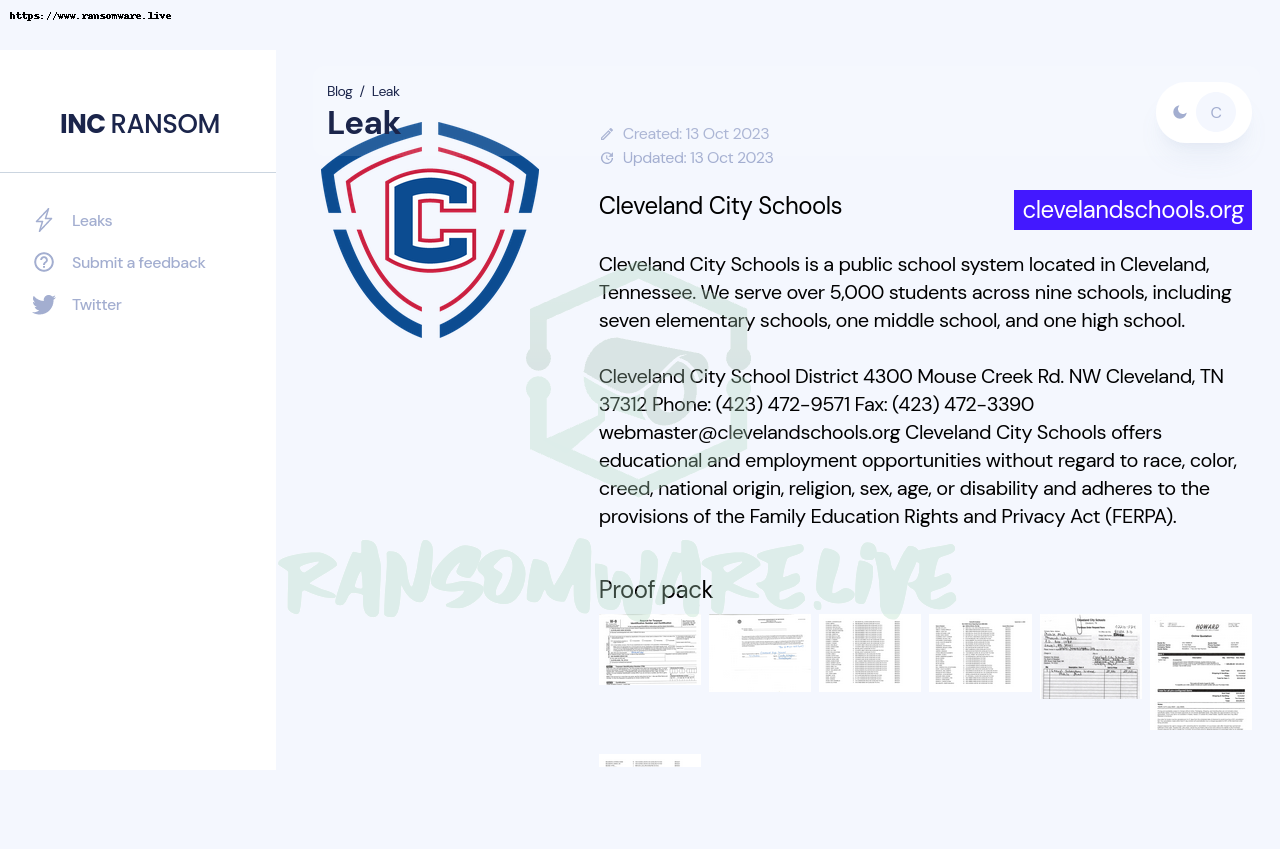 https://www.ransomware.live
INC RANSOM
Leaks
Submit a feedback
Twitter
Blog / Leak
Leak
C
Created: 13 Oct 2023
Updated: 13 Oct 2023
C
Cleveland City Schools
clevelandschools.org
Cleveland City Schools is a public school system located in Cleveland,
Tennessee. We serve over 5,000 students across nine schools, including
seven elementary schools, one middle school, and one high school.
Cleveland City School District 4300 Mouse Creek Rd. NW Cleveland, TN
37312 Phone: (423) 472-9571 Fax: (423) 472-3390
webmaster@clevelandschools.org Cleveland City Schools offers
educational and employment opportunities without regard to race, color,
creed, national origin, religion, sex, age, or disability and adheres to the
provisions of the Family Education Rights and Privacy Act (FERPA).
RANSOMWARE.LIVE
Proof pack
W-9
HOWARD